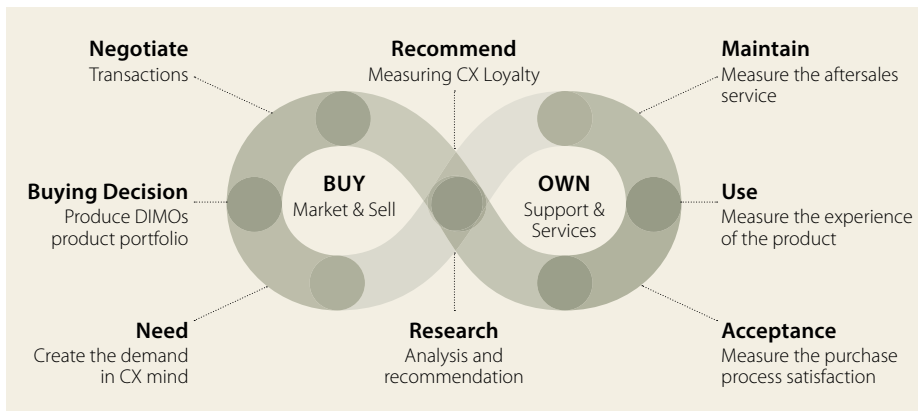 Negotiate
Transactions
Recommend
Measuring CX Loyalty
Maintain
Measure the aftersales
service
Buying Decision
Produce DIMOs
product portfolio
BUY
Market & Sell
OWN
Support &
Services
Use
Measure the experience
of the product
Need
Create the demand
in CX mind
Research
Analysis and
recommendation
Acceptance
Measure the purchase
process satisfaction